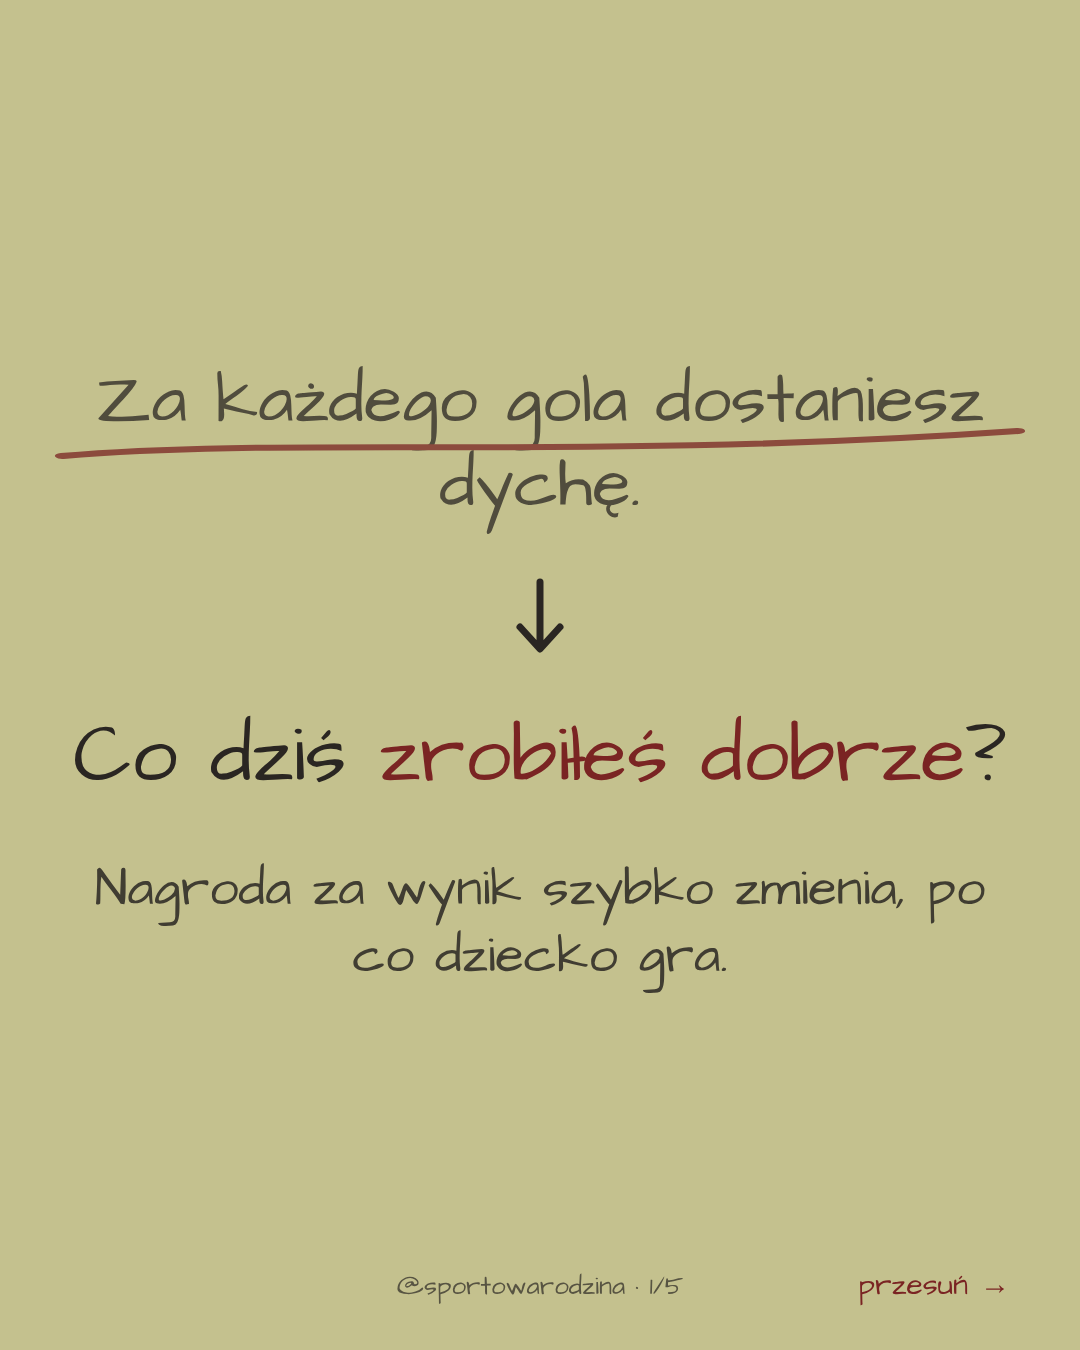 Za każdego gola dostaniesz
dychę.
↓
Co dziś zrobiłeś dobrze?
Nagroda za wynik szybko zmienia, po
co dziecko gra.
@sportowarodzina · 1/5
przesuń →